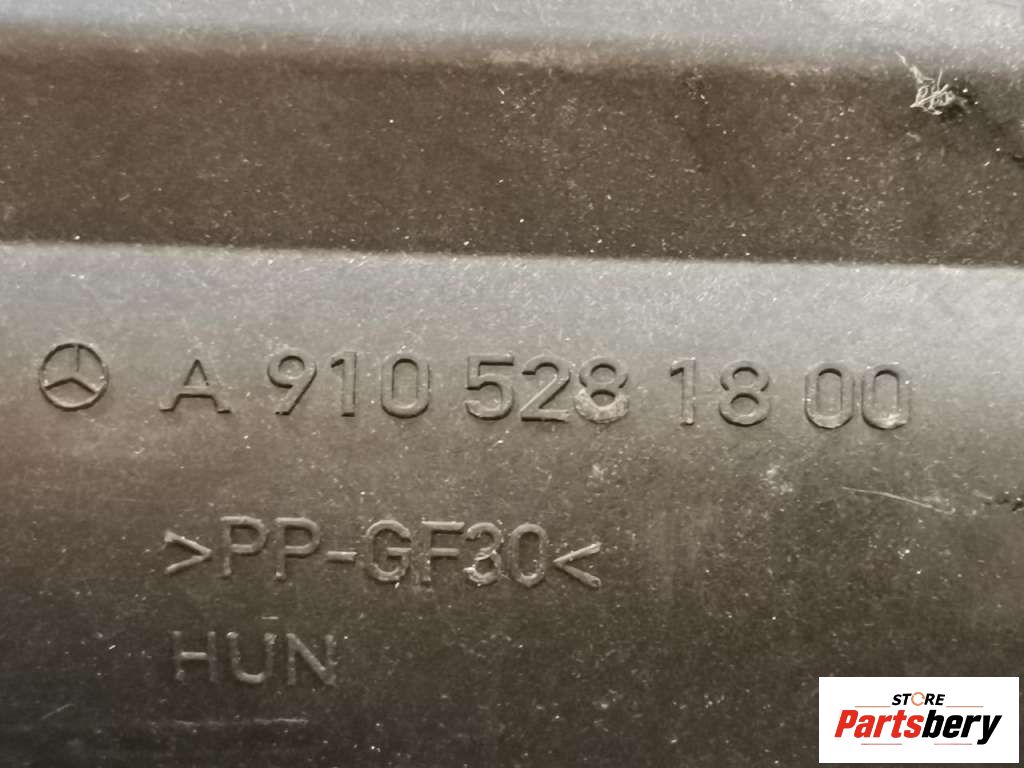 A 910 528 18 00
>PP-GF30<
HUN
STORE
Partsbery